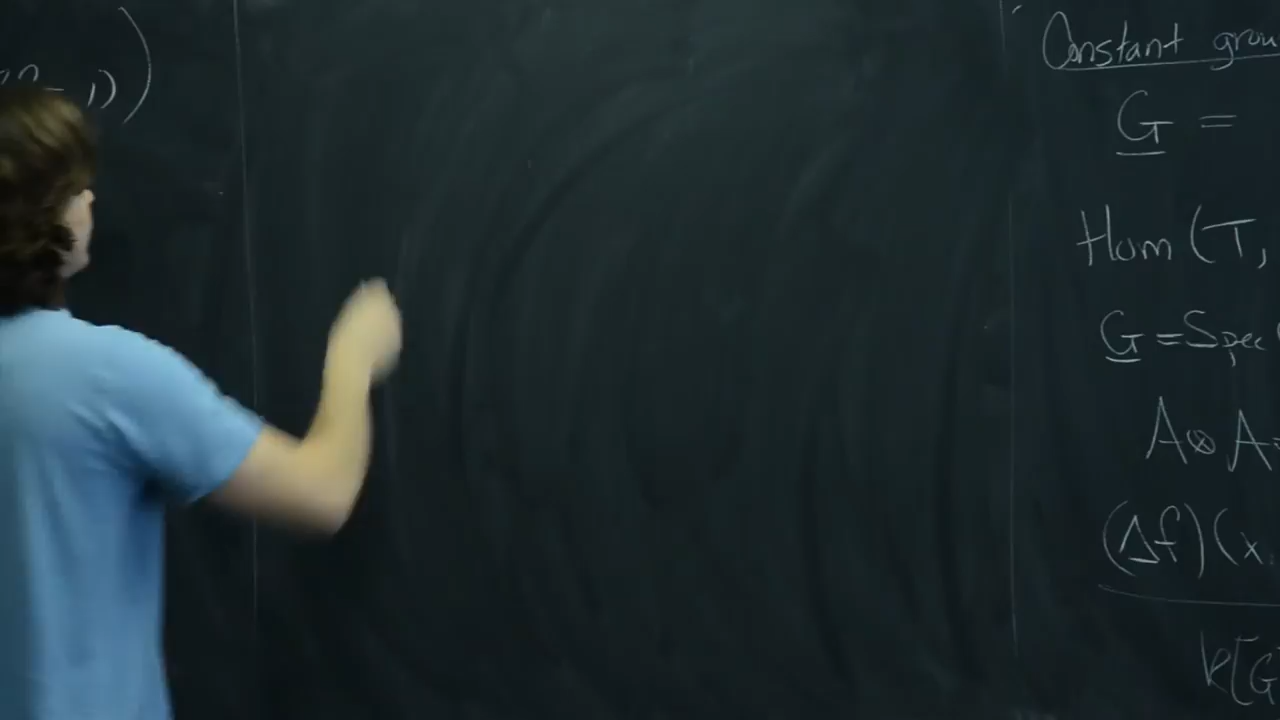 Constant grou
G =
Hom (T,
G = Spec
A ⊗ A =
(Δf)(x,
k[G